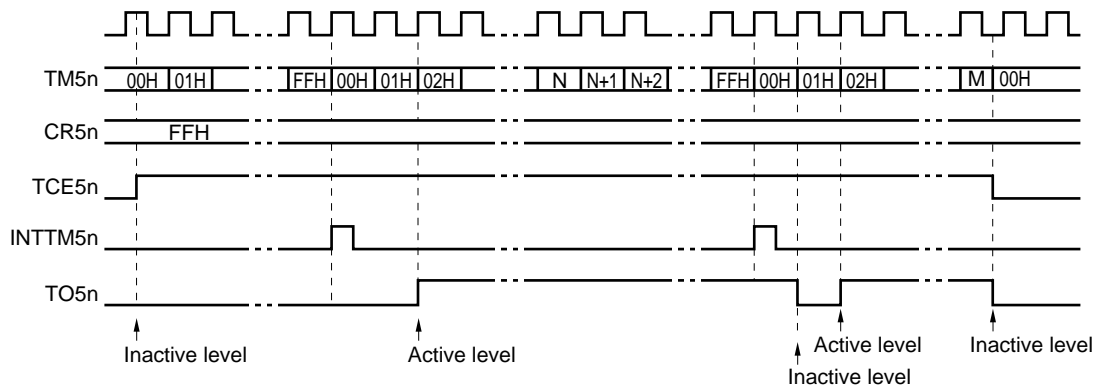 TM5n 00H 01H FFH 00H 01H 02H N N+1 N+2 FFH 00H 01H 02H M 00H
CR5n FFH
TCE5n
INTTM5n
TO5n
Inactive level Active level Active level Inactive level
Inactive level